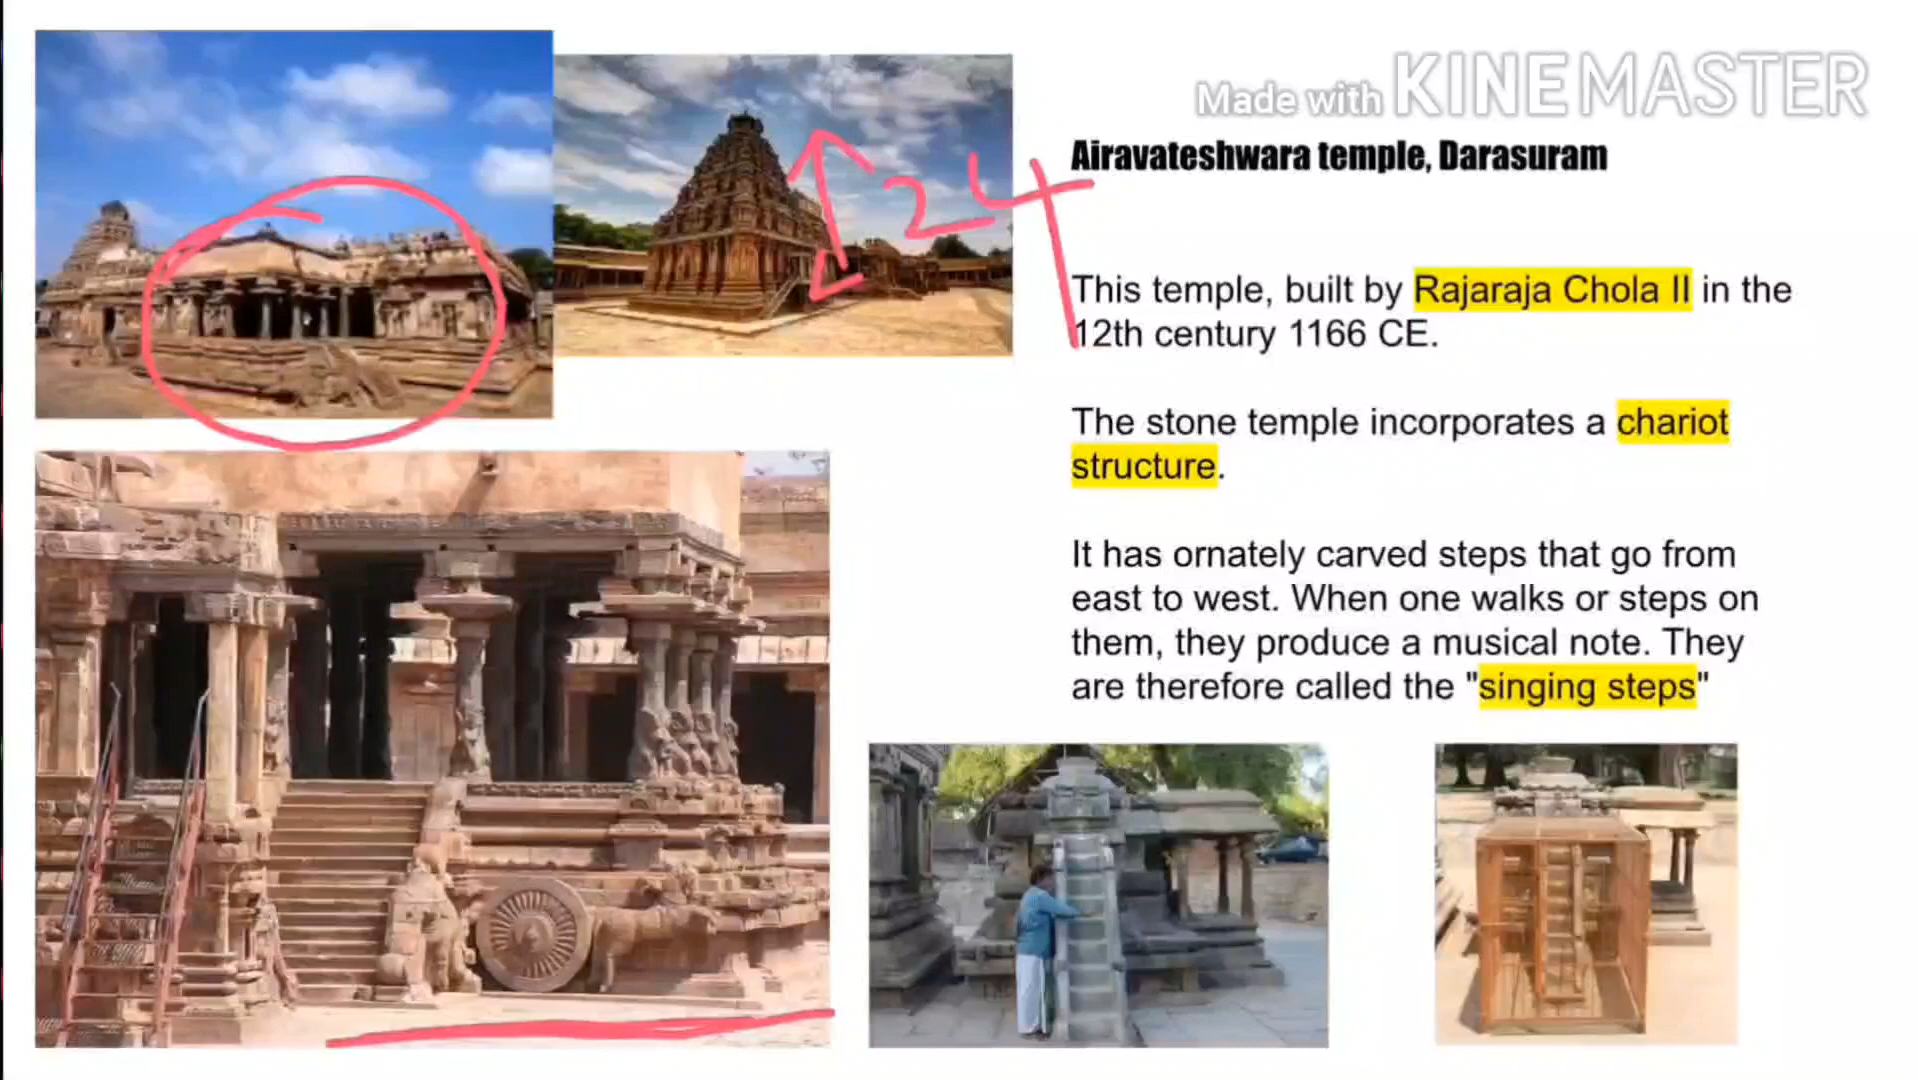 Made with KINEMASTER
Airavateshwara temple, Darasuram
24
This temple, built by Rajaraja Chola II in the
12th century 1166 CE.
The stone temple incorporates a chariot
structure.
It has ornately carved steps that go from
east to west. When one walks or steps on
them, they produce a musical note. They
are therefore called the "singing steps"